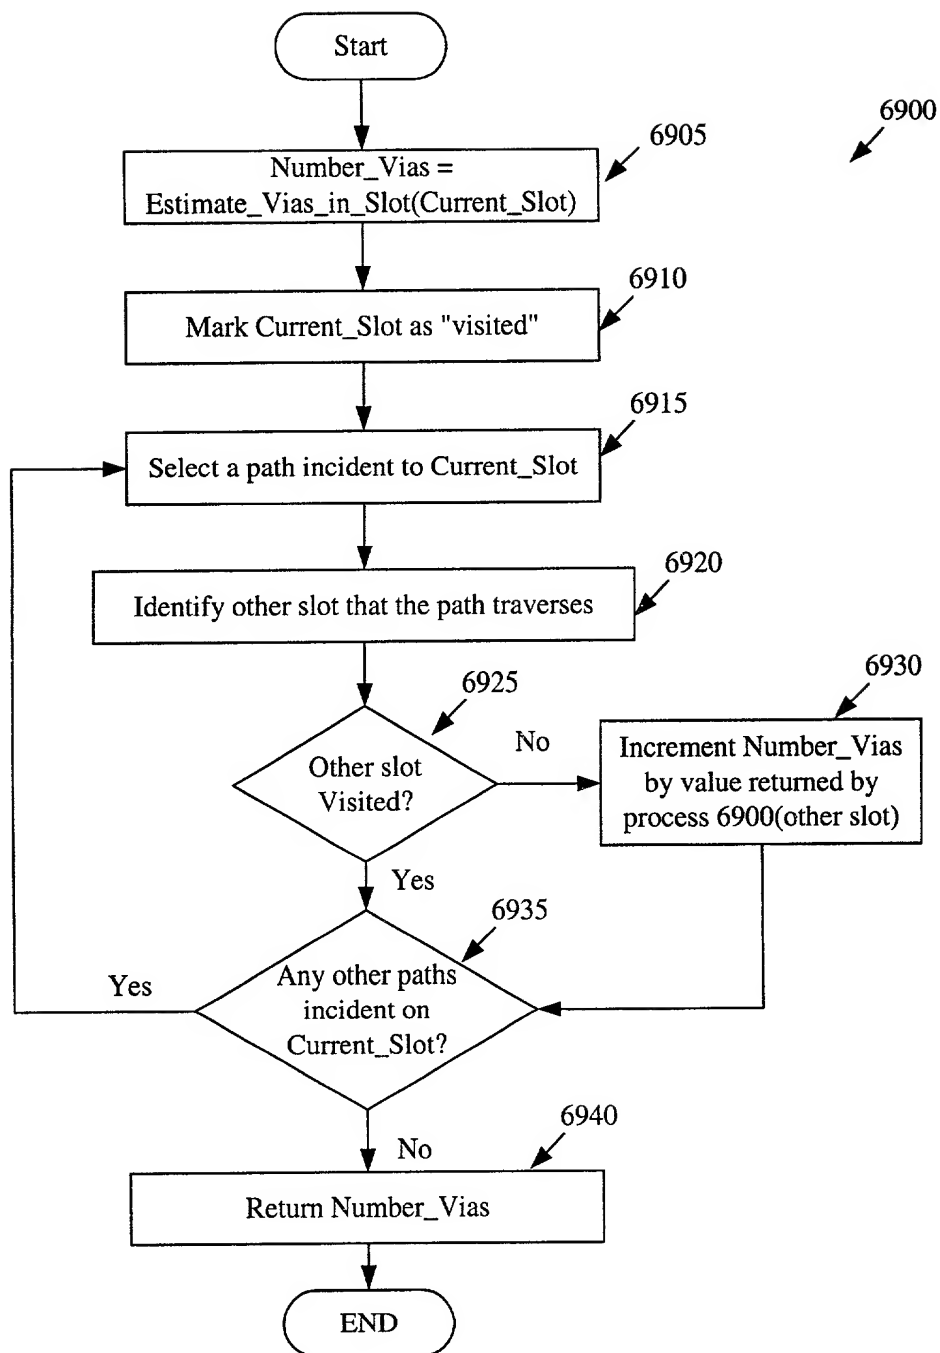 Start
6900
6905
Number_Vias =
Estimate_Vias_in_Slot(Current_Slot)
6910
Mark Current_Slot as "visited"
6915
Select a path incident to Current_Slot
6920
Identify other slot that the path traverses
6925
6930
Other slot
Visited?
No
Increment Number_Vias
by value returned by
process 6900(other slot)
Yes
6935
Any other paths
incident on
Current_Slot?
Yes
No
6940
Return Number_Vias
END